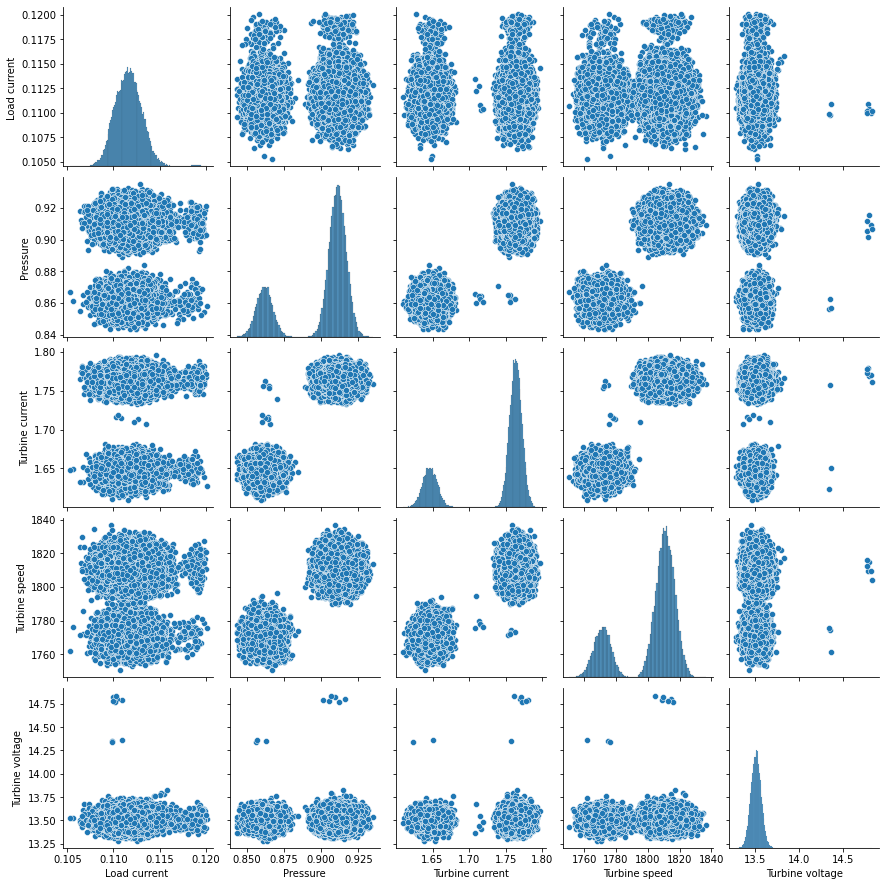 0.1200
0.1175
0.1150
0.1125
0.1100
0.1075
0.1050
Load current
0.92
0.90
0.88
0.86
0.84
Pressure
1.80
1.75
1.70
1.65
Turbine current
1840
1820
1800
1780
1760
Turbine speed
14.75
14.50
14.25
14.00
13.75
13.50
13.25
Turbine voltage
0.105 0.110 0.115 0.120
Load current
0.850 0.875 0.900 0.925
Pressure
1.65 1.70 1.75 1.80
Turbine current
1760 1780 1800 1820 1840
Turbine speed
13.5 14.0 14.5
Turbine voltage